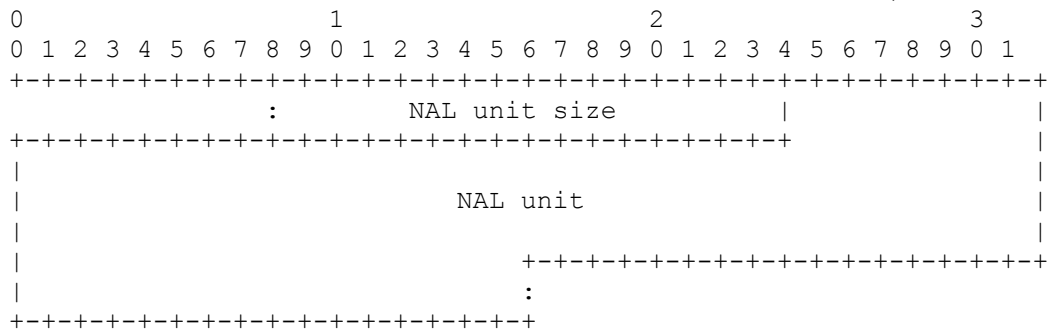 0                   1                   2                   3
0 1 2 3 4 5 6 7 8 9 0 1 2 3 4 5 6 7 8 9 0 1 2 3 4 5 6 7 8 9 0 1
+-+-+-+-+-+-+-+-+-+-+-+-+-+-+-+-+-+-+-+-+-+-+-+-+-+-+-+-+-+-+-+-+
                :        NAL unit size          |               |
+-+-+-+-+-+-+-+-+-+-+-+-+-+-+-+-+-+-+-+-+-+-+-+-+               |
|                                                               |
|                           NAL unit                            |
|                                                               |
|                               +-+-+-+-+-+-+-+-+-+-+-+-+-+-+-+-+
|                               :
+-+-+-+-+-+-+-+-+-+-+-+-+-+-+-+-+